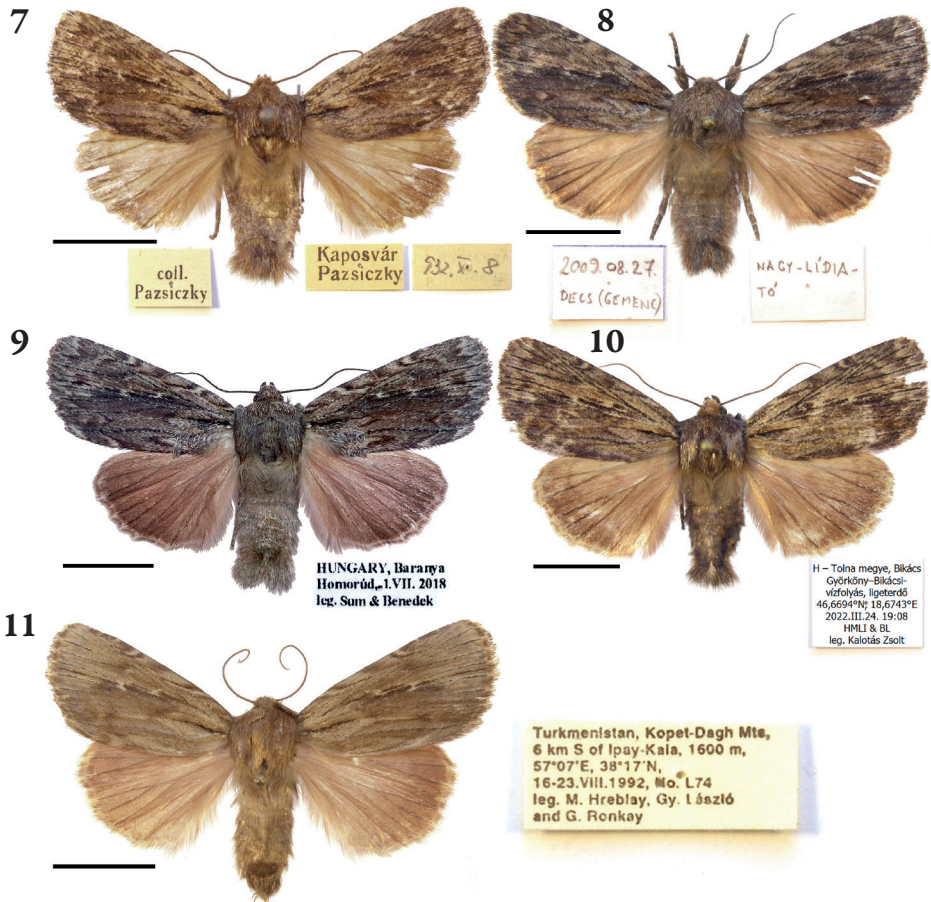 7
coll.
Pazsiczky
Kaposvár
Pazsiczky
932. 8
8
2009.08.27.
DECS (GEMENC)
NAGY-LÍDIA-
TÓ
9
HUNGARY, Baranya
Homorúd, 1.VII. 2018
leg. Sum & Benedek
10
H – Tolna megye, Bikács
Györköny–Bikácsi-
vízfolyás, ligeterdő
46,6694°N; 18,6743°E
2022.III.24. 19:08
HMLI & BL
leg. Kalotás Zsolt
11
Turkmenistan, Kopet-Dagh Mts,
6 km S of Ipay-Kala, 1600 m,
57°07'E, 38°17'N,
16-23.VIII.1992, No. L74
leg. M. Hreblay, Gy. László
and G. Ronkay